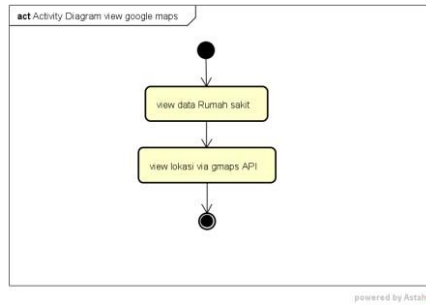 act Activity Diagram view google maps
view data Rumah sakit
view lokasi via gmaps API
powered by Astah